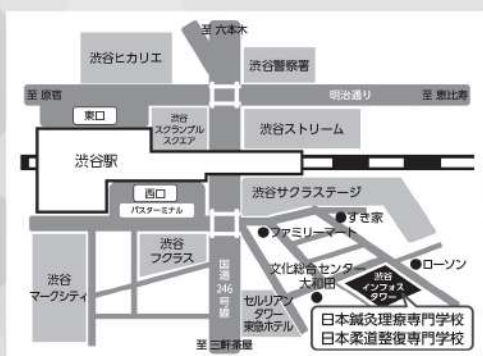 至 六本木
渋谷ヒカリエ
渋谷警察署
至 原宿
明治通り
至 恵比寿
東口
渋谷
スクランブル
スクエア
渋谷ストリーム
渋谷駅
西口
バスターミナル
渋谷サクラステージ
すき家
ファミリーマート
渋谷
フクラス
国道246号線
文化総合センター
大和田
ローソン
渋谷
インフォス
タワー
渋谷
マークシティ
セルリアン
タワー
東急ホテル
日本鍼灸理療専門学校
日本柔道整復専門学校
至 三軒茶屋